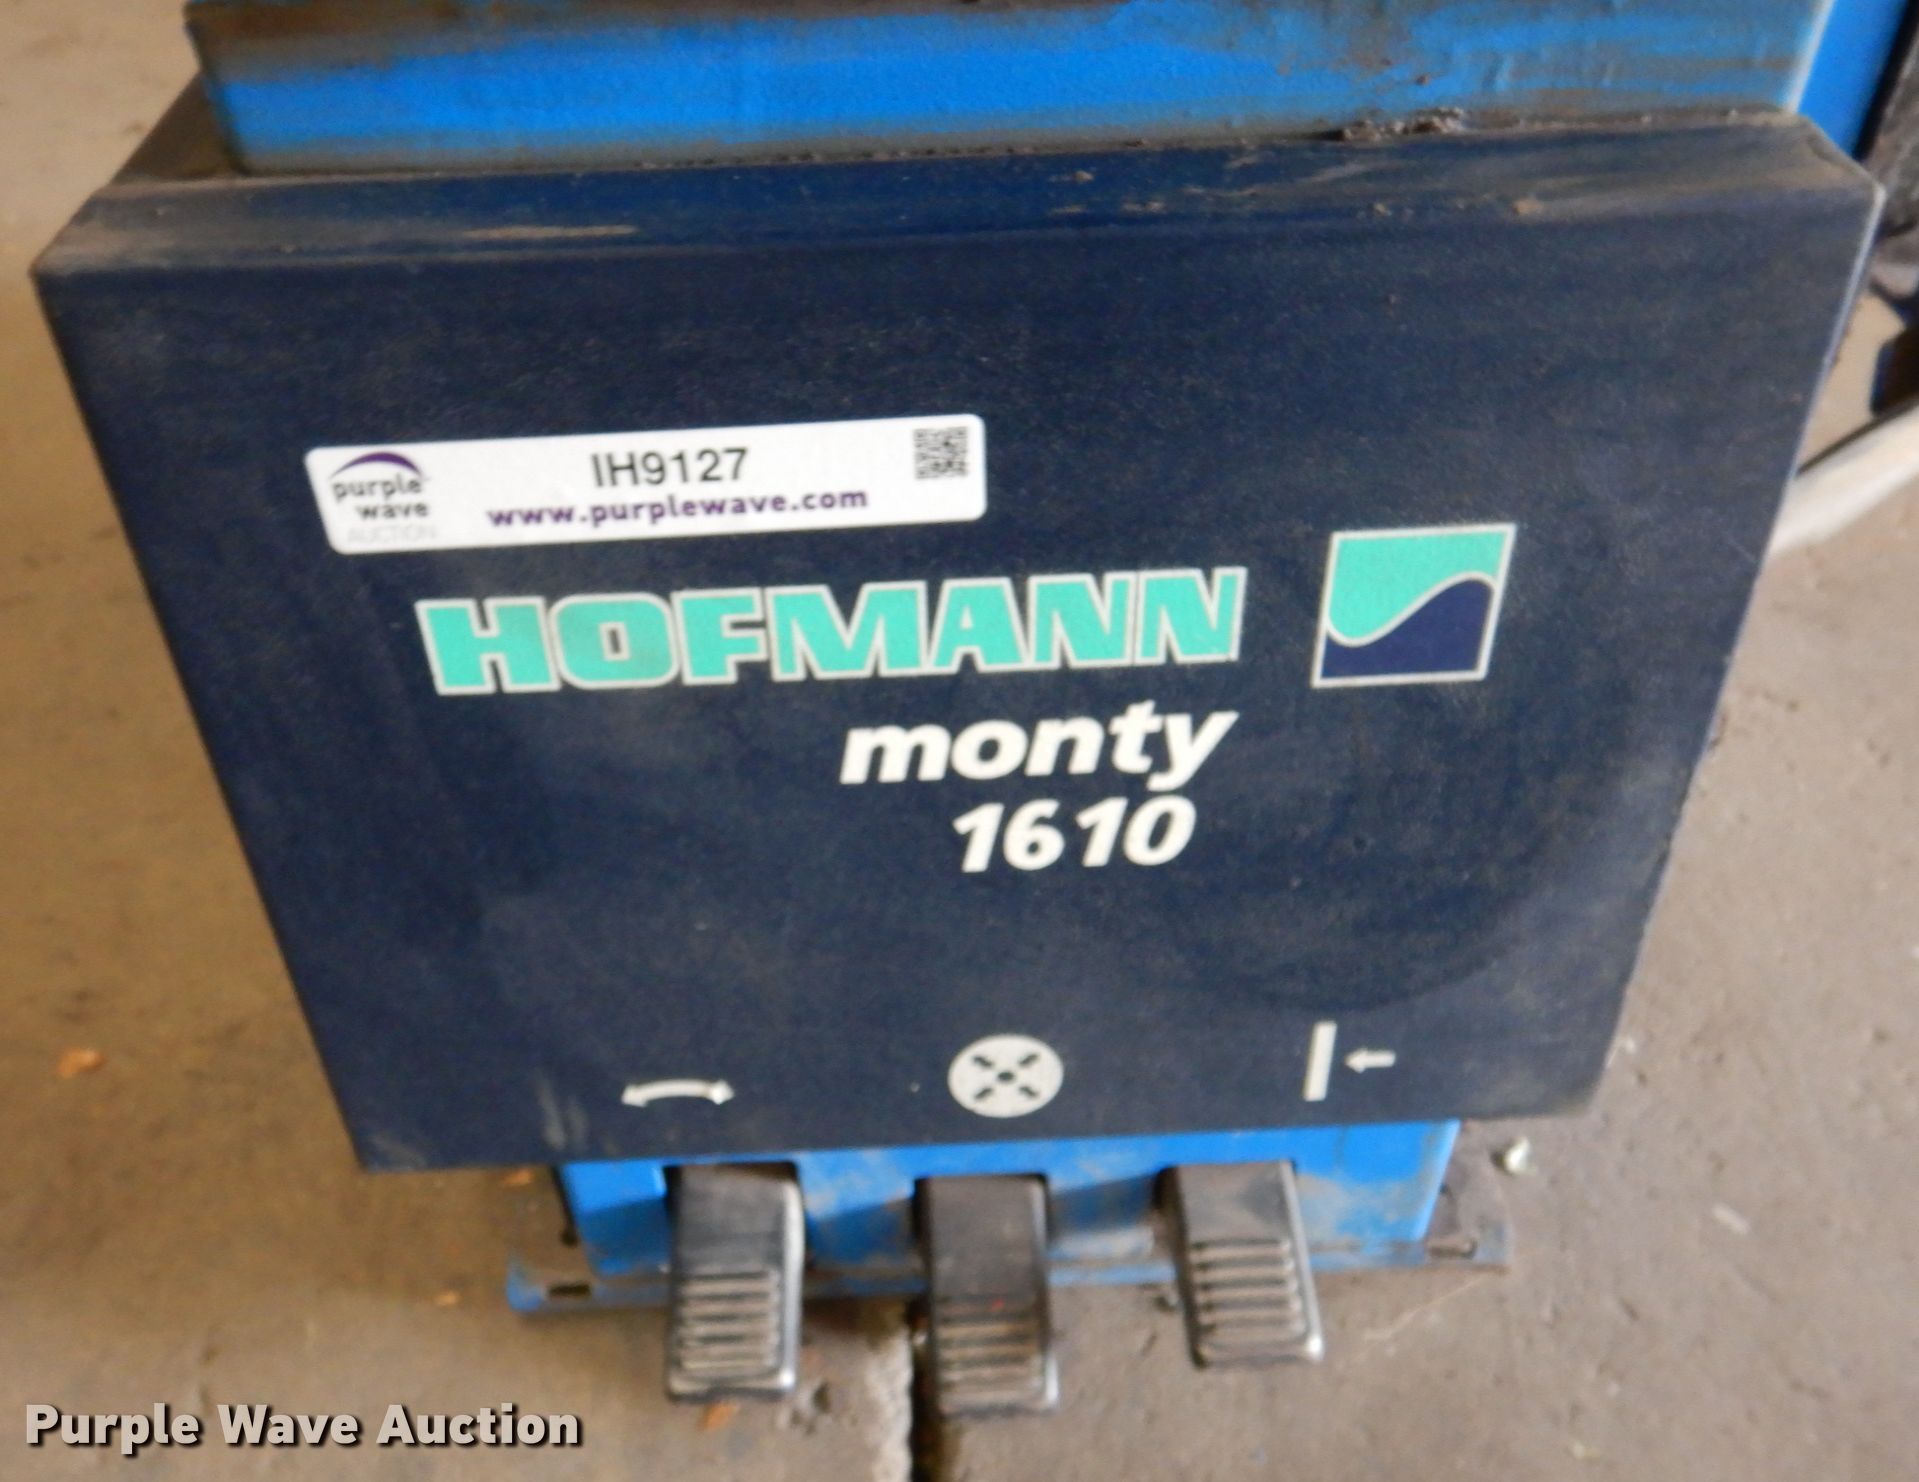 purple
wave
AUCTION
IH9127
www.purplewave.com
HOFMANN
monty
1610
Purple Wave Auction